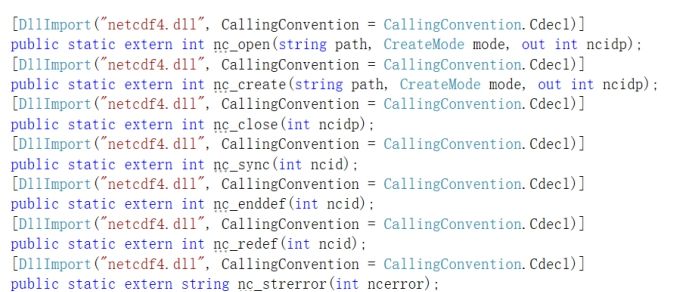 [DllImport("netcdf4.dll", CallingConvention = CallingConvention.Cdecl)]
public static extern int nc_open(string path, CreateMode mode, out int ncidp);
[DllImport("netcdf4.dll", CallingConvention = CallingConvention.Cdecl)]
public static extern int nc_create(string path, CreateMode mode, out int ncidp);
[DllImport("netcdf4.dll", CallingConvention = CallingConvention.Cdecl)]
public static extern int nc_close(int ncidp);
[DllImport("netcdf4.dll", CallingConvention = CallingConvention.Cdecl)]
public static extern int nc_sync(int ncid);
[DllImport("netcdf4.dll", CallingConvention = CallingConvention.Cdecl)]
public static extern int nc_enddef(int ncid);
[DllImport("netcdf4.dll", CallingConvention = CallingConvention.Cdecl)]
public static extern int nc_redef(int ncid);
[DllImport("netcdf4.dll", CallingConvention = CallingConvention.Cdecl)]
public static extern string nc_strerror(int ncerror);